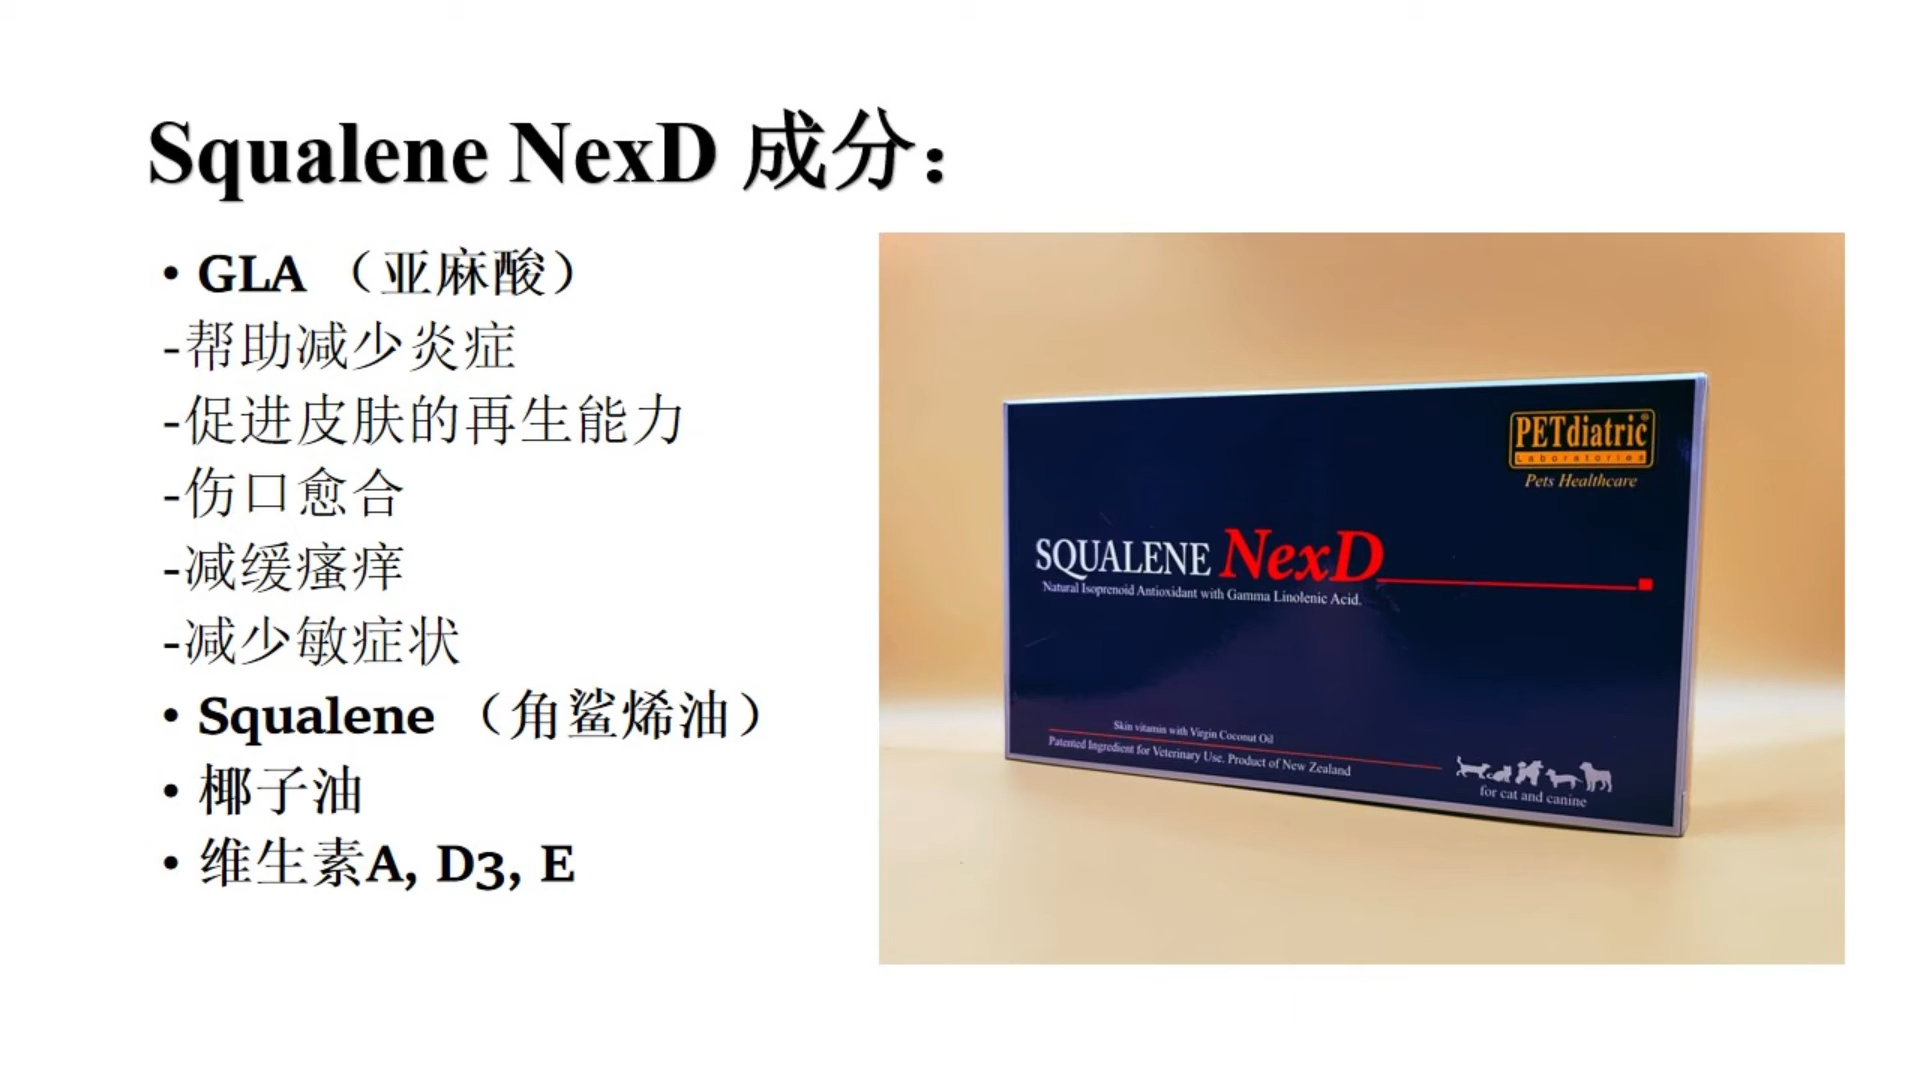 Squalene NexD 成分：
• GLA （亚麻酸）
-帮助减少炎症
-促进皮肤的再生能力
-伤口愈合
-减缓瘙痒
-减少敏症状
• Squalene （角鲨烯油）
• 椰子油
• 维生素A, D3, E
PETdiatric®
Laboratories
Pets Healthcare
SQUALENE NexD
Natural Isoprenoid Antioxidant with Gamma Linolenic Acid.
Skin vitamin with Virgin Coconut Oil
Patented Ingredient for Veterinary Use. Product of New Zealand
for cat and canine